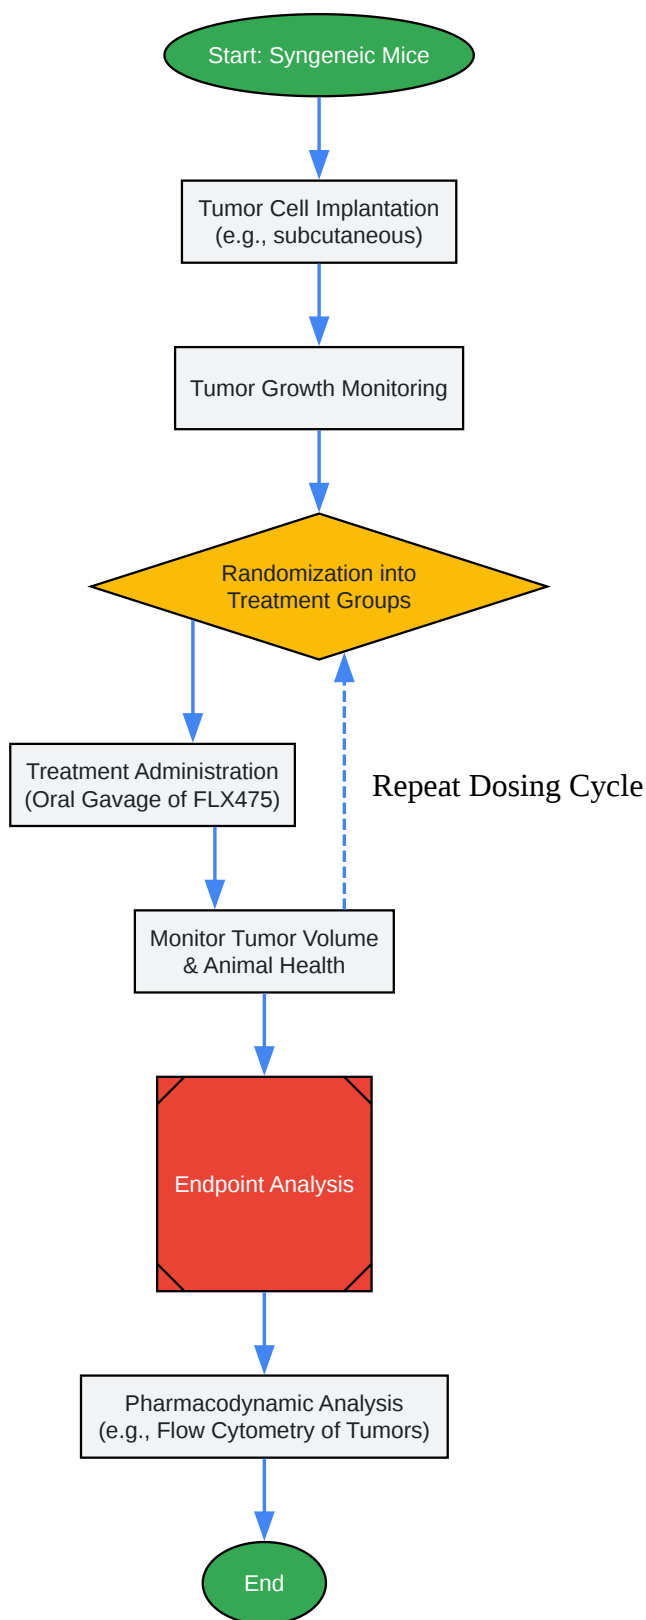 Start: Syngeneic Mice
Tumor Cell Implantation
(e.g., subcutaneous)
Tumor Growth Monitoring
Randomization into
Treatment Groups
Treatment Administration
(Oral Gavage of FLX475)
Repeat Dosing Cycle
Monitor Tumor Volume
& Animal Health
Endpoint Analysis
Pharmacodynamic Analysis
(e.g., Flow Cytometry of Tumors)
End